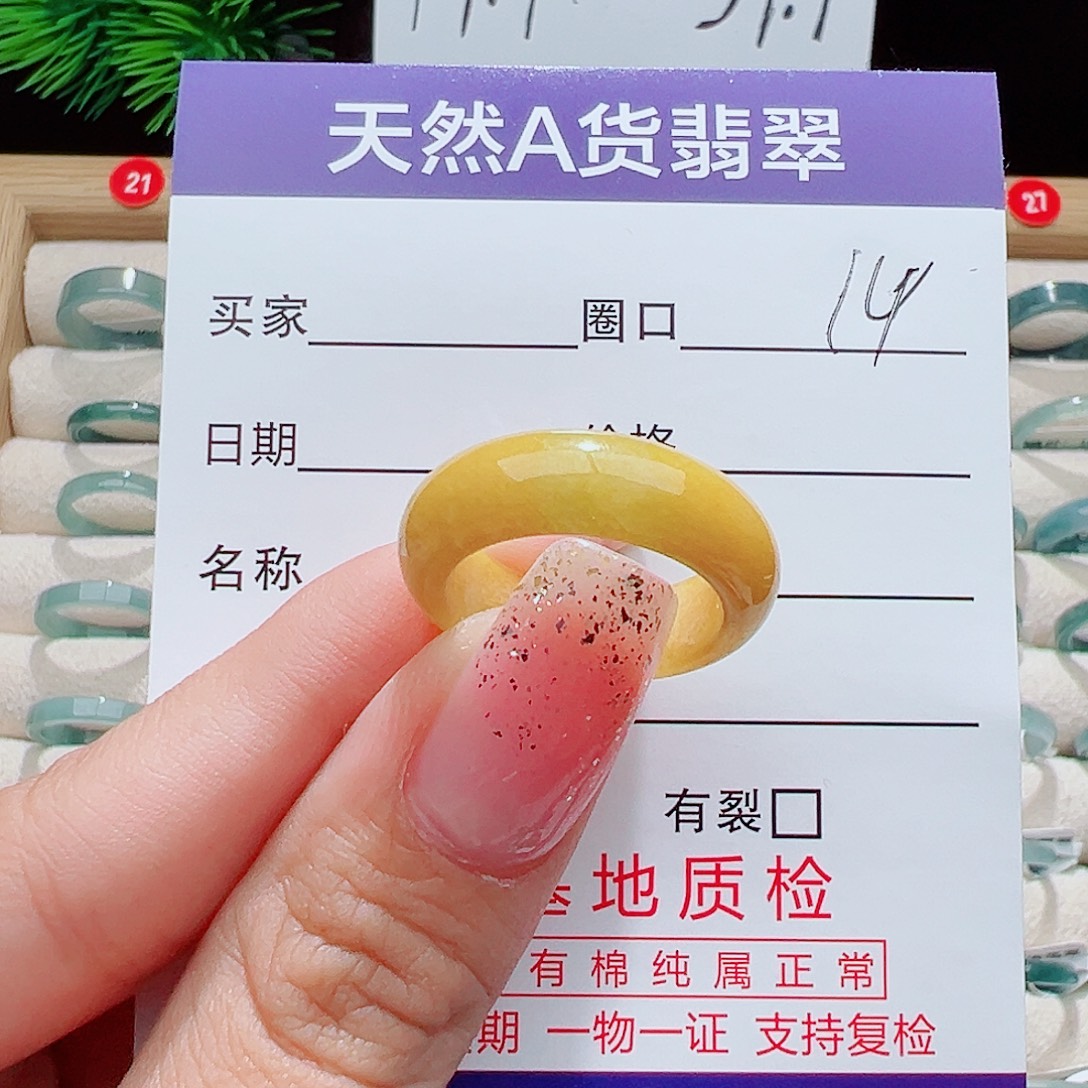 天然A货翡翠
21
27
买家 圈口 14
日期
名称
有裂□
地质检
有棉纯属正常
期 一物一证 支持复检